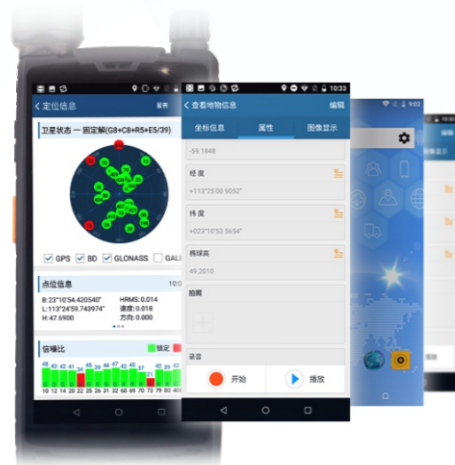 定位信息
卫星状态 — 固定解(G8+C8+R5+E5/39)
GPS
BD
GLONASS
GALI
点位信息
B:23°10'54.420540"
HRMS:0.014
L:113°24'59.743974"
速度:0.018
H:47.6900
方向:0.000
信噪比
锁定
10:33
查看地物信息
编辑
坐标信息
属性
图像显示
-59.1848
经度
+113°25'00.9052"
纬度
+023°10'53.5654"
椭球高
49.2010
拍照
录音
开始
播放
9:02